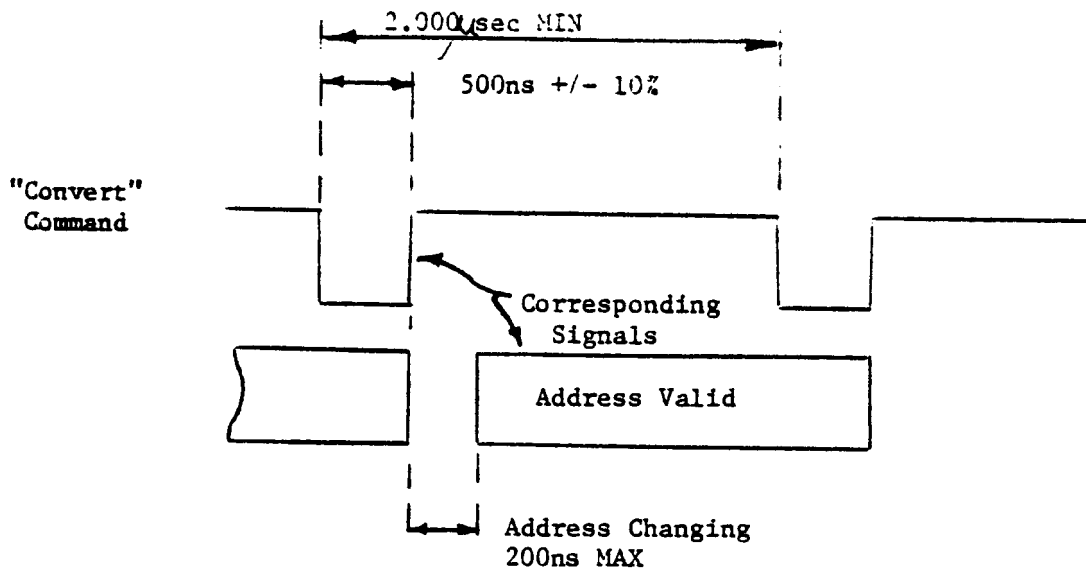 2.000μsec MIN
500ns +/- 10%
"Convert"
Command
Corresponding
Signals
Address Valid
Address Changing
200ns MAX